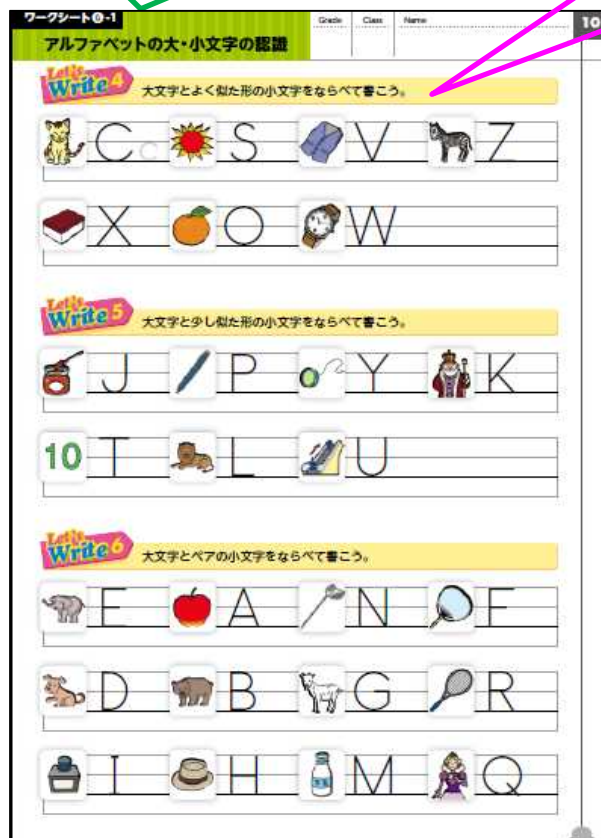 ワークシート❶-1
Grade Class Name
10
アルファベットの大・小文字の認識
Let's Write 4 大文字とよく似た形の小文字をならべて書こう。
C c S V Z
X O W
Let's Write 5 大文字と少し似た形の小文字をならべて書こう。
J P Y K
10 T L U
Let's Write 6 大文字とペアの小文字をならべて書こう。
E A N F
D B G R
I H M Q